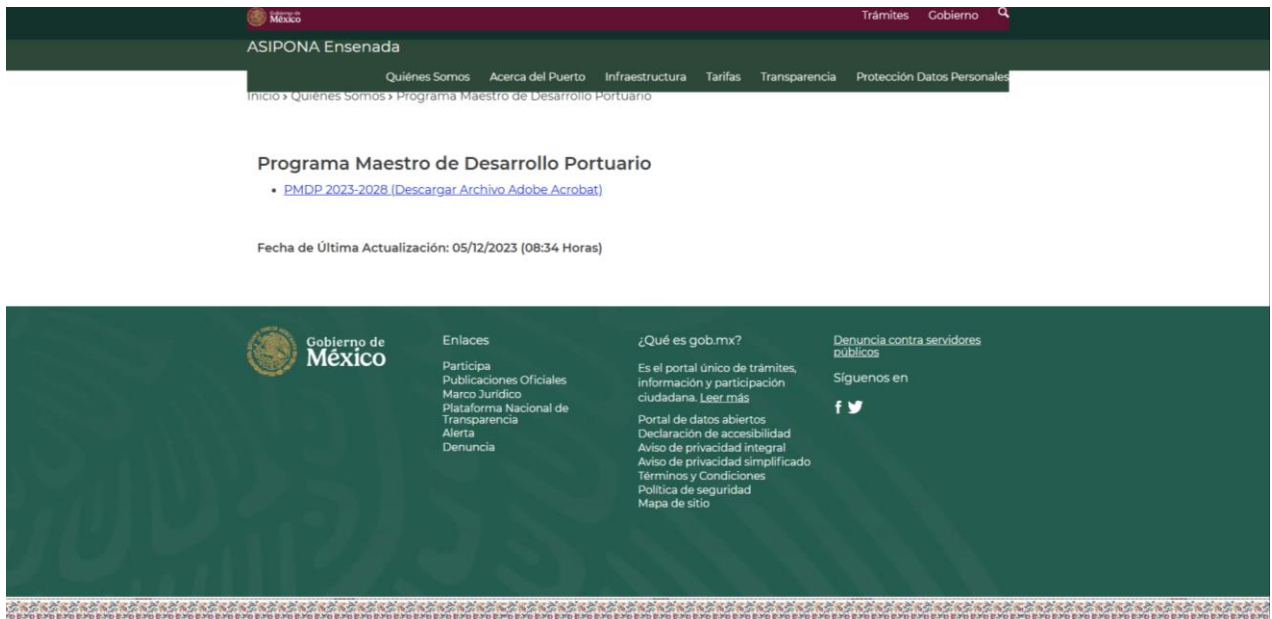 Gobierno de
México
Trámites Gobierno
ASIPONA Ensenada
Quiénes Somos Acerca del Puerto Infraestructura Tarifas Transparencia Protección Datos Personales
Inicio › Quiénes Somos › Programa Maestro de Desarrollo Portuario
Programa Maestro de Desarrollo Portuario
• PMDP 2023-2028 (Descargar Archivo Adobe Acrobat)
Fecha de Última Actualización: 05/12/2023 (08:34 Horas)
Gobierno de
México
Enlaces
Participa
Publicaciones Oficiales
Marco Jurídico
Plataforma Nacional de
Transparencia
Alerta
Denuncia
¿Qué es gob.mx?
Es el portal único de trámites,
información y participación
ciudadana. Leer más
Portal de datos abiertos
Declaración de accesibilidad
Aviso de privacidad integral
Aviso de privacidad simplificado
Términos y Condiciones
Política de seguridad
Mapa de sitio
Denuncia contra servidores
públicos
Síguenos en